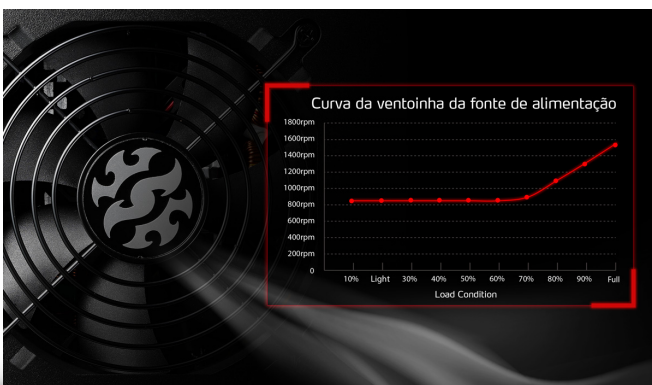 Curva da ventoinha da fonte de alimentação
1800rpm
1600rpm
1400rpm
1200rpm
1000rpm
800rpm
600rpm
400rpm
200rpm
0
10% Light 30% 40% 50% 60% 70% 80% 90% Full
Load Condition